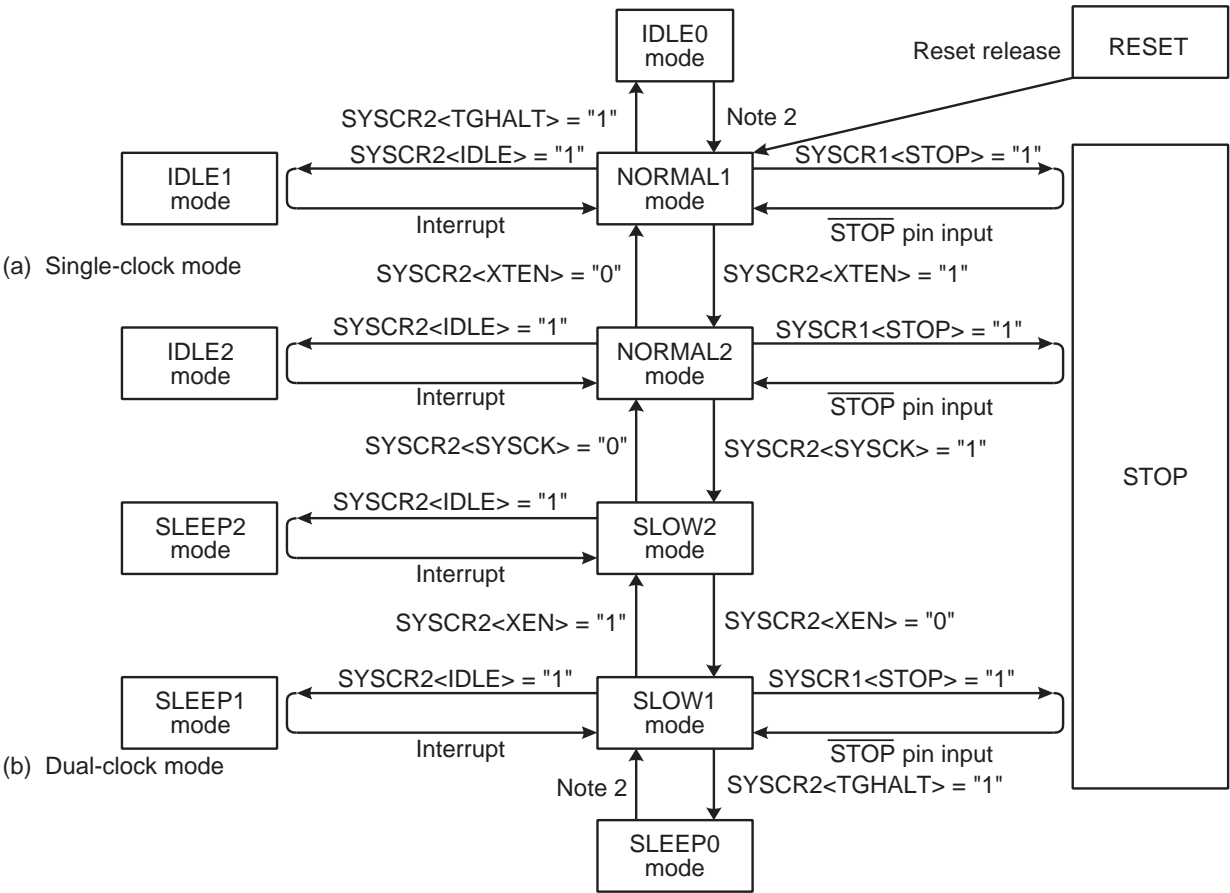 IDLE0
mode
Reset release
RESET
SYSCR2<TGHALT> = "1"
Note 2
IDLE1
mode
SYSCR2<IDLE> = "1"
NORMAL1
mode
SYSCR1<STOP> = "1"
Interrupt
STOP pin input
(a) Single-clock mode
SYSCR2<XTEN> = "0"
SYSCR2<XTEN> = "1"
IDLE2
mode
SYSCR2<IDLE> = "1"
NORMAL2
mode
SYSCR1<STOP> = "1"
Interrupt
STOP pin input
SYSCR2<SYSCK> = "0"
SYSCR2<SYSCK> = "1"
STOP
SLEEP2
mode
SYSCR2<IDLE> = "1"
SLOW2
mode
Interrupt
SYSCR2<XEN> = "1"
SYSCR2<XEN> = "0"
SLEEP1
mode
SYSCR2<IDLE> = "1"
SLOW1
mode
SYSCR1<STOP> = "1"
Interrupt
STOP pin input
(b) Dual-clock mode
Note 2
SYSCR2<TGHALT> = "1"
SLEEP0
mode